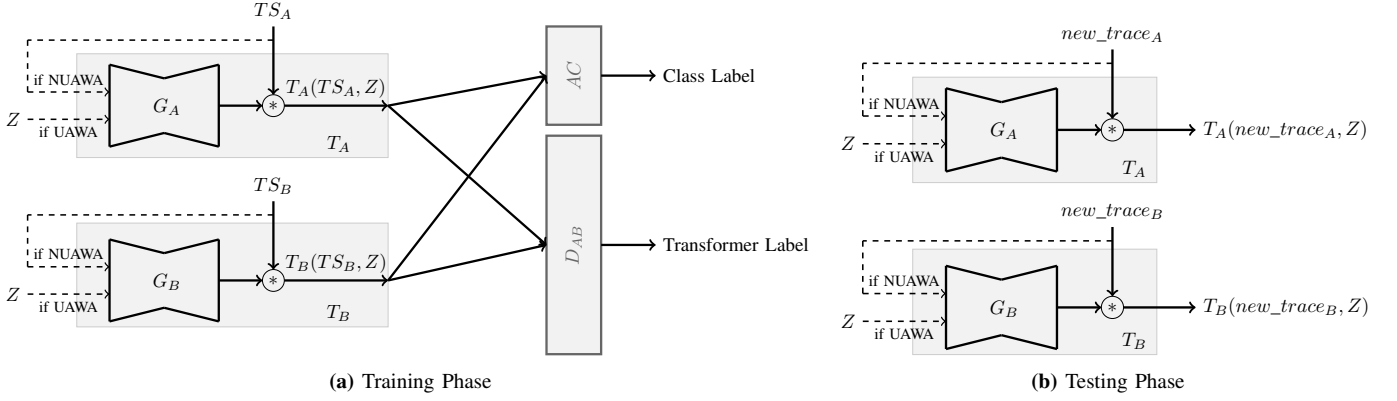 TS_A
if NUAWA
G_A
*
T_A(TS_A, Z)
Z
if UAWA
T_A
TS_B
if NUAWA
G_B
*
T_B(TS_B, Z)
Z
if UAWA
T_B
AC
Class Label
D_AB
Transformer Label
(a) Training Phase
new_trace_A
if NUAWA
G_A
*
T_A(new_trace_A, Z)
Z
if UAWA
T_A
new_trace_B
if NUAWA
G_B
*
T_B(new_trace_B, Z)
Z
if UAWA
T_B
(b) Testing Phase